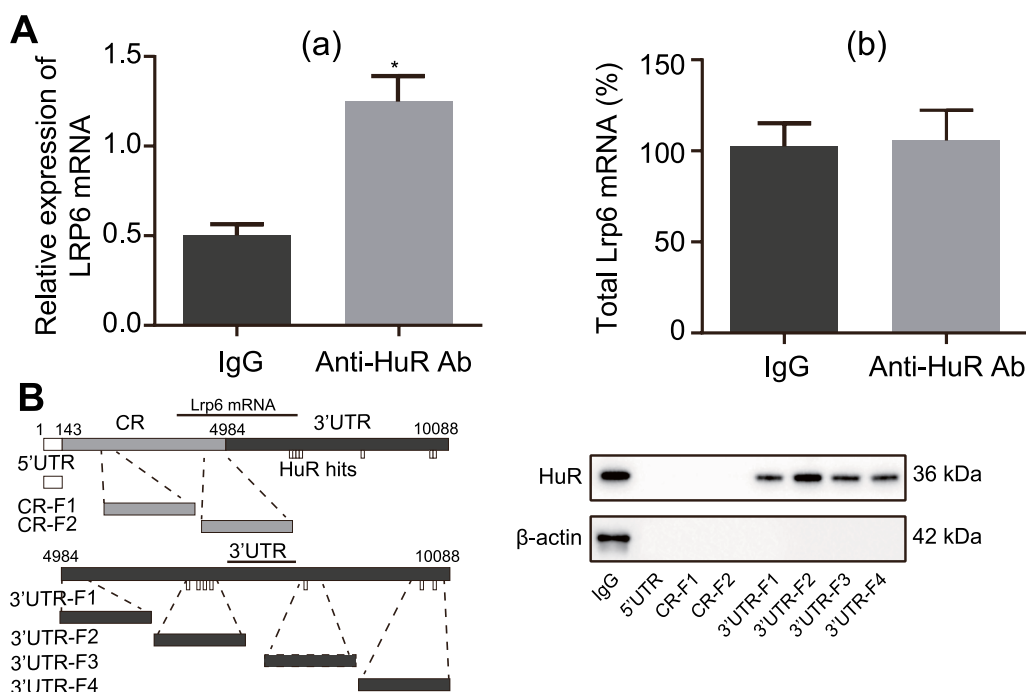 A
(a)
Relative expression of
LRP6 mRNA
1.5
1.0
0.5
0.0
IgG
Anti-HuR Ab
*
(b)
Total Lrp6 mRNA (%)
150
100
50
0
IgG
Anti-HuR Ab
B
Lrp6 mRNA
1 143 CR 4984 3'UTR 10088
5'UTR
HuR hits
CR-F1
CR-F2
4984 3'UTR 10088
3'UTR-F1
3'UTR-F2
3'UTR-F3
3'UTR-F4
HuR 36 kDa
β-actin 42 kDa
IgG
5'UTR
CR-F1
CR-F2
3'UTR-F1
3'UTR-F2
3'UTR-F3
3'UTR-F4